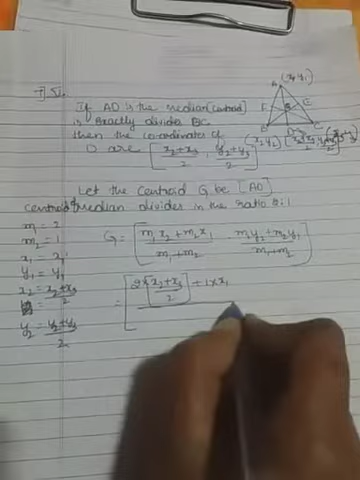 A (x₁ y₁)
F E
B C
If AD is the median [centroid]
is exactly divides BC
then the co-ordinates of
D are [x₂+x₃/2 , y₂+y₃/2]
Let the centroid G be [AD]
centroid median divides in the ratio 2:1
m₁ = 2
m₂ = 1
x₁ = x₁
y₁ = y₁
x₂ = x₂+x₃/2
y₂ = y₂+y₃/2
G = [m₁x₂+m₂x₁/m₁+m₂ m₁y₂+m₂y₁/m₁+m₂]
= [2×[x₂+x₃/2] + 1×x₁